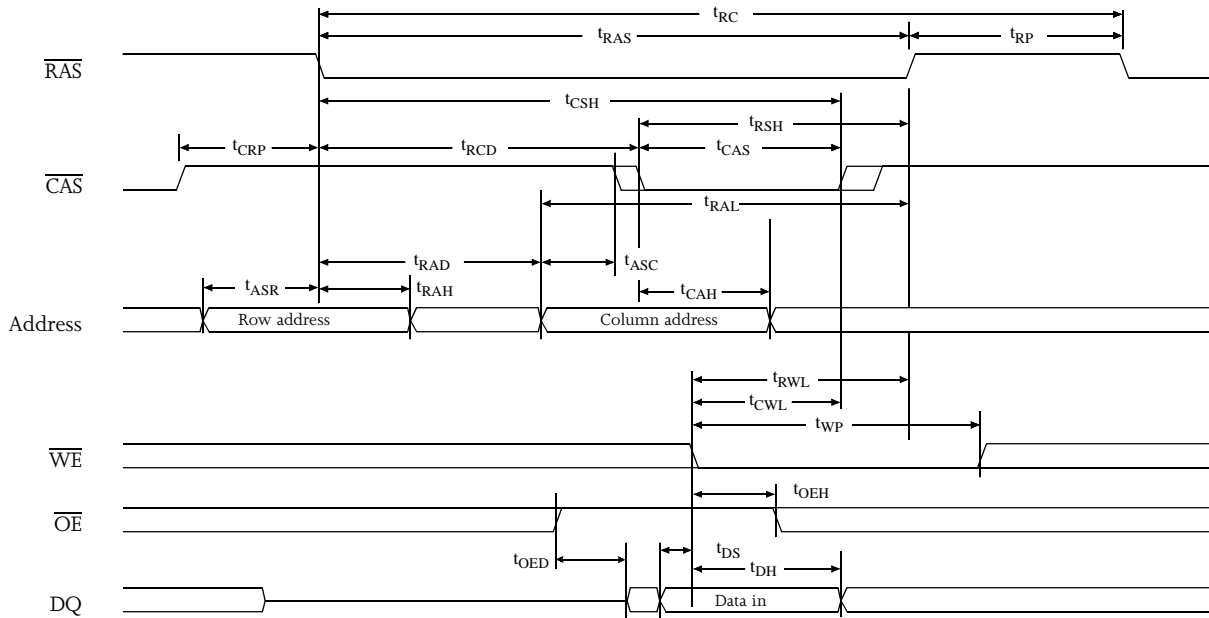 tRC
tRAS tRP
RAS
tCSH
tRSH
tCRP tRCD tCAS
CAS
tRAL
tRAD tASC
tASR tRAH tCAH
Address Row address Column address
tRWL
tCWL
tWP
WE
tOEH
OE
tOED tDS
tDH
DQ Data in